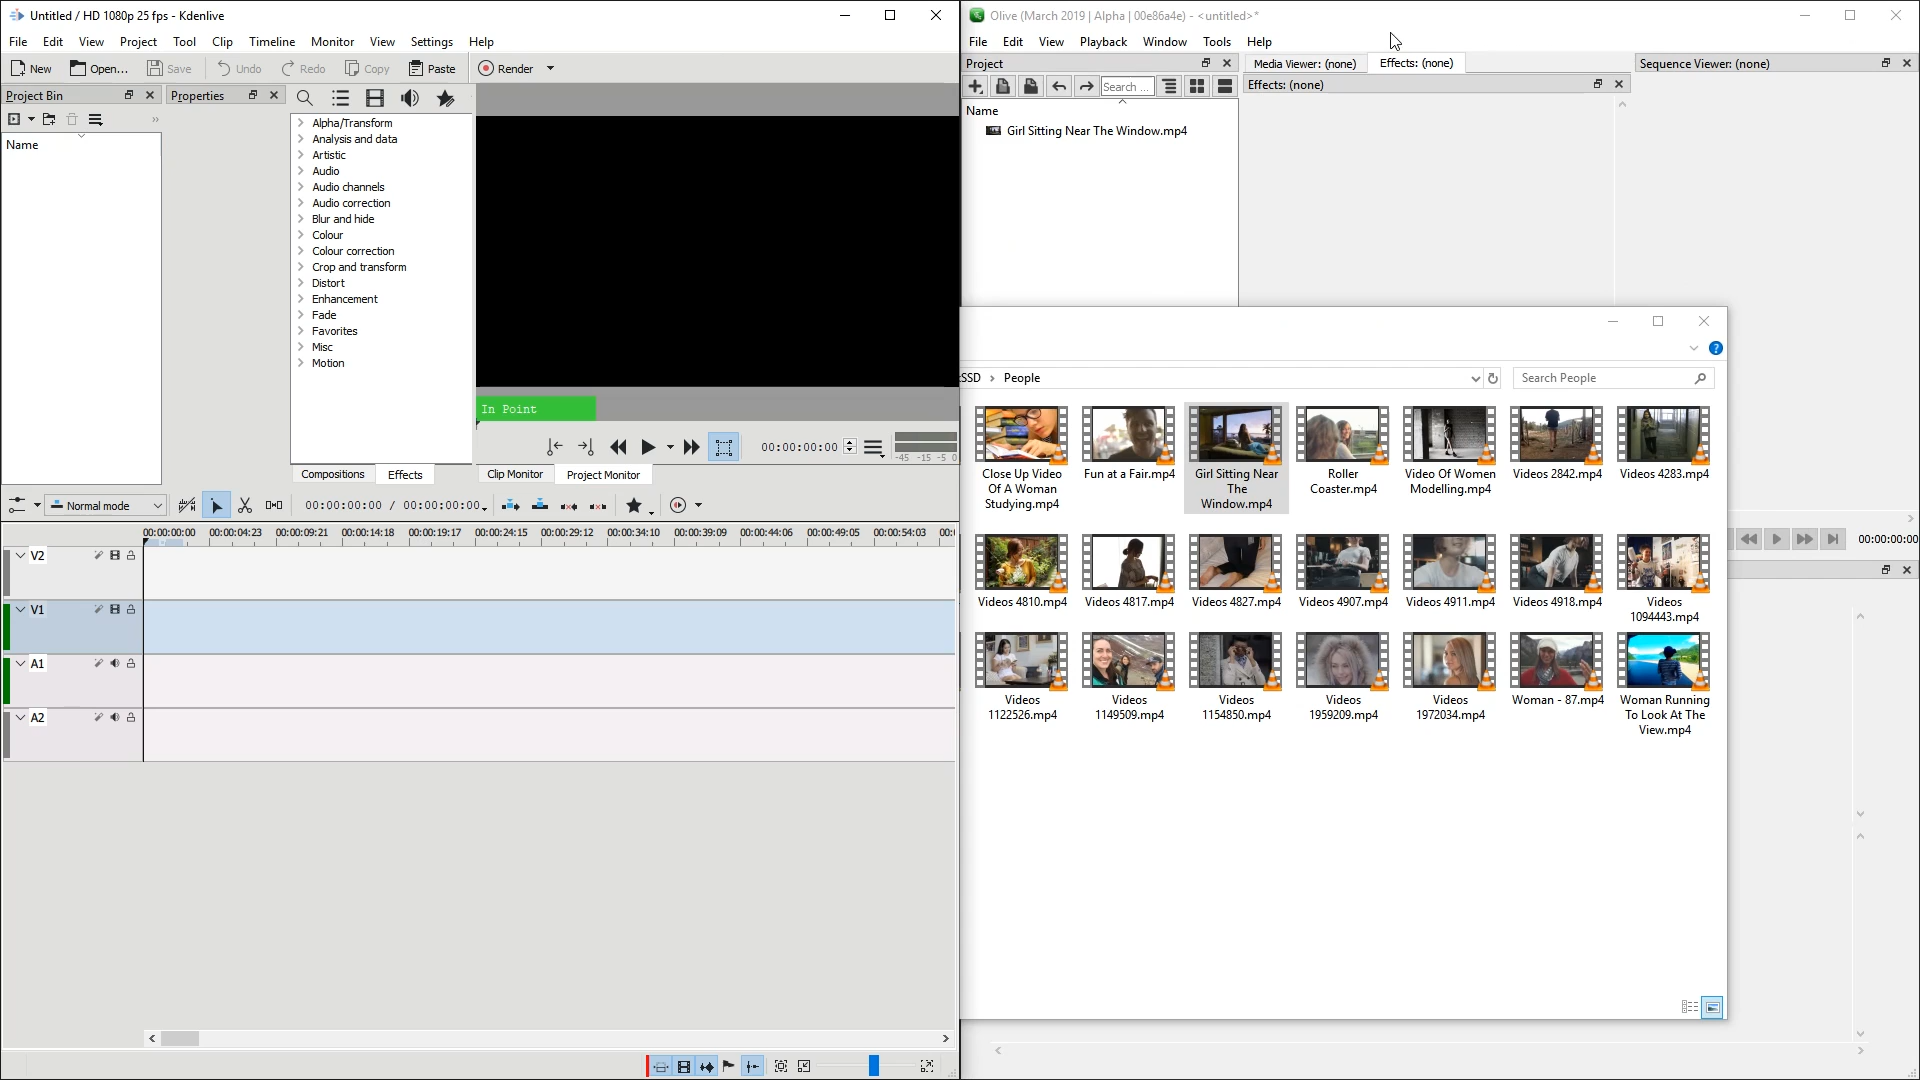 Untitled / HD 1080p 25 fps - Kdenlive
File Edit View Project Tool Clip Timeline Monitor View Settings Help
New Open... Save Undo Redo Copy Paste Render
Project Bin
Properties
Name
Alpha/Transform
Analysis and data
Artistic
Audio
Audio channels
Audio correction
Blur and hide
Colour
Colour correction
Crop and transform
Distort
Enhancement
Fade
Favorites
Misc
Motion
In Point
00:00:00:00
-45 -15 -5 0
Compositions Effects
Clip Monitor Project Monitor
Normal mode
00:00:00:00 / 00:00:00:00
00:00:00:00 00:00:04:23 00:00:09:21 00:00:14:18 00:00:19:17 00:00:24:15 00:00:29:12 00:00:34:10 00:00:39:09 00:00:44:06 00:00:49:05 00:00:54:03 00:0
V2
V1
A1
A2
Olive (March 2019 | Alpha | 00e86a4e) - <untitled>*
File Edit View Playback Window Tools Help
Project
Media Viewer: (none) Effects: (none)
Sequence Viewer: (none)
Search ...
Effects: (none)
Name
Girl Sitting Near The Window.mp4
SSD > People
Search People
Close Up Video Of A Woman Studying.mp4
Fun at a Fair.mp4
Girl Sitting Near The Window.mp4
Roller Coaster.mp4
Video Of Women Modelling.mp4
Videos 2842.mp4
Videos 4283.mp4
Videos 4810.mp4
Videos 4817.mp4
Videos 4827.mp4
Videos 4907.mp4
Videos 4911.mp4
Videos 4918.mp4
Videos 1094443.mp4
Videos 1122526.mp4
Videos 1149509.mp4
Videos 1154850.mp4
Videos 1959209.mp4
Videos 1972034.mp4
Woman - 87.mp4
Woman Running To Look At The View.mp4
00:00:00:00